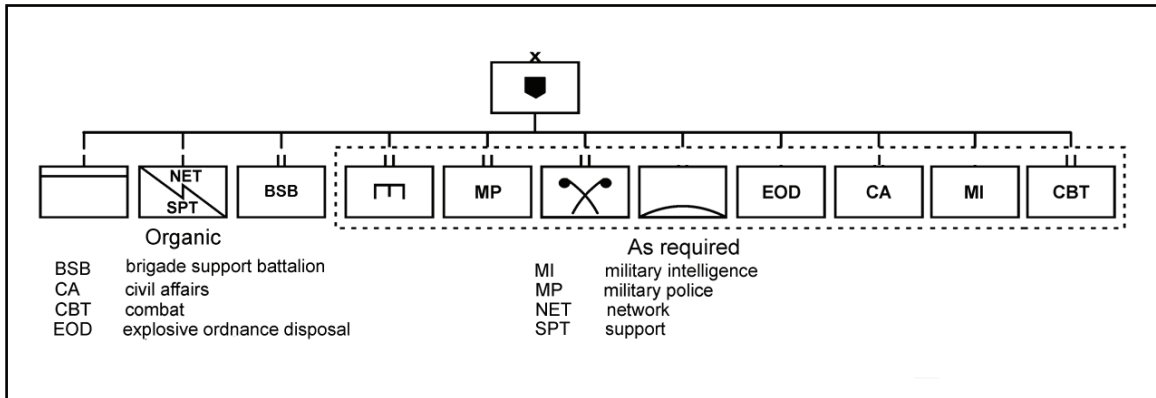 X
NET
SPT
BSB
MP
EOD
CA
MI
CBT
Organic
As required
BSB brigade support battalion
CA civil affairs
CBT combat
EOD explosive ordnance disposal
MI military intelligence
MP military police
NET network
SPT support